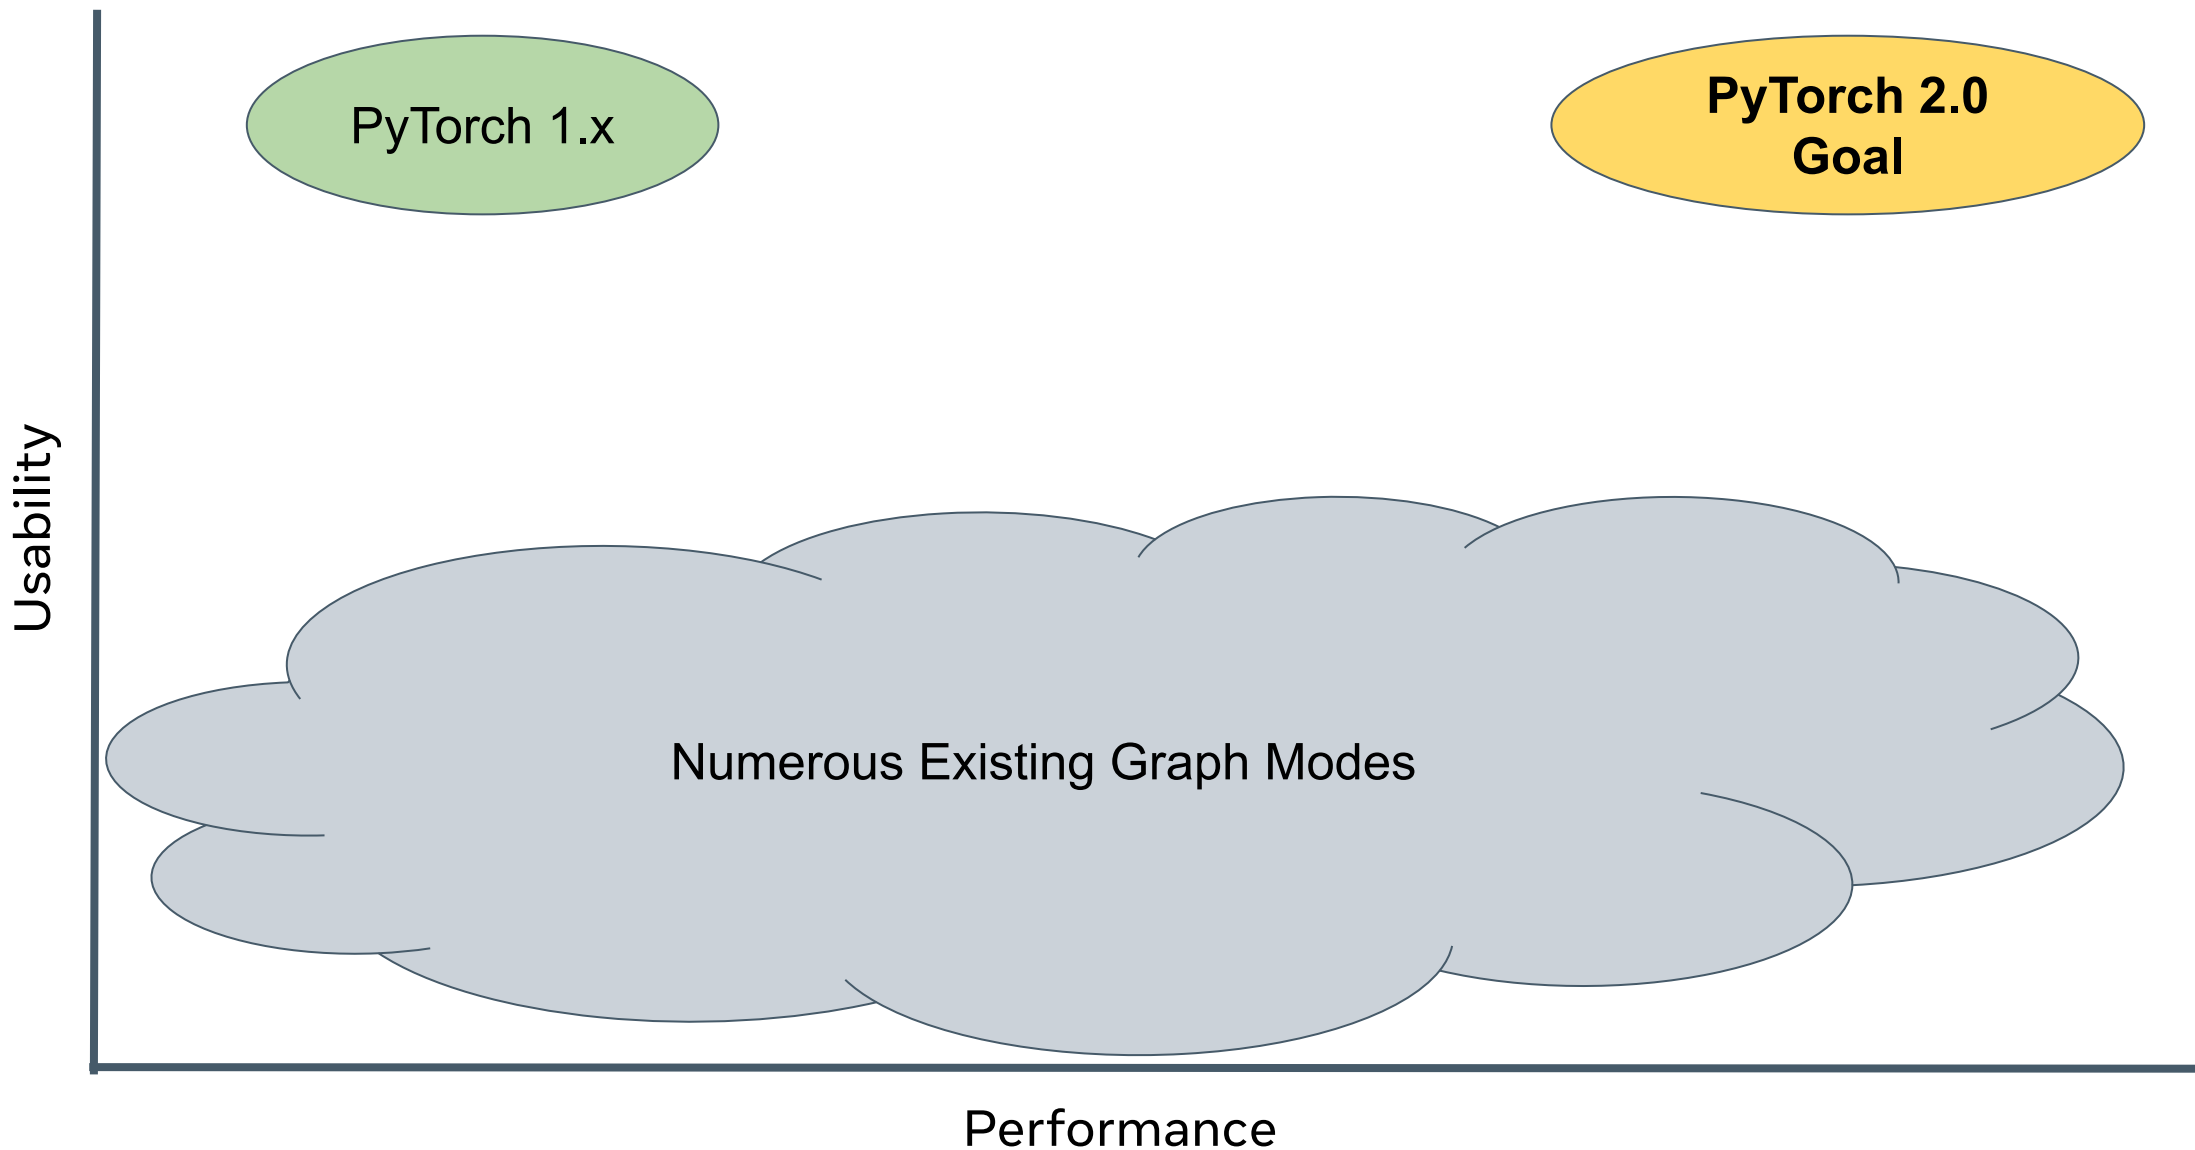 PyTorch 1.x
PyTorch 2.0
Goal
Usability
Numerous Existing Graph Modes
Performance